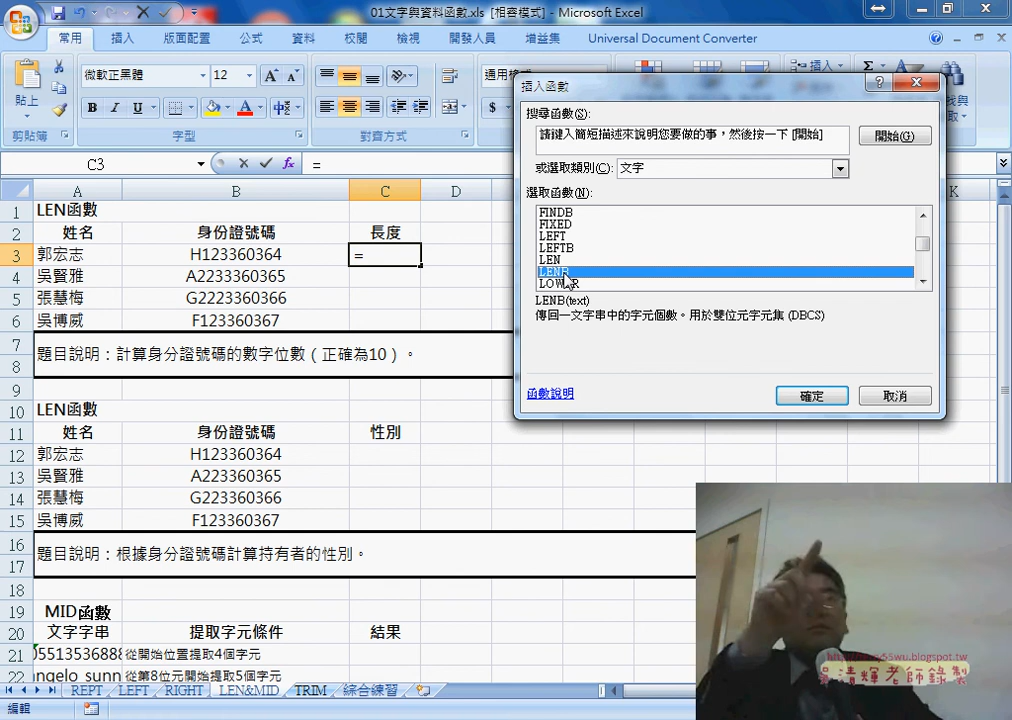 01文字與資料函數.xls [相容模式] - Microsoft Excel
常用 插入 版面配置 公式 資料 校閱 檢視 開發人員 增益集 Universal Document Converter
微軟正黑體 12 通用格式 插入 Σ
貼上 B I U 中 $
剪貼簿 字型 對齊方式
C3 fx =
A B C D K
1 LEN函數
2 姓名 身份證號碼 長度
3 郭宏志 H123360364 =
4 吳賢雅 A2233360365
5 張慧梅 G2223360366
6 吳博威 F123360367
7 題目說明：計算身分證號碼的數字位數（正確為10）。
8
9
10 LEN函數
11 姓名 身份證號碼 性別
12 郭宏志 H123360454
13 吳賢雅 A223360365
14 張慧梅 G223360366
15 吳博威 F123360367
16 題目說明：根據身分證號碼計算持有者的性別。
17
18
19 MID函數
20 文字字串 提取字元條件 結果
21 0551353688 從開始位置提取4個字元
22 angelo_sunn 從第8位元開始提取5個字元
REPT LEFT RIGHT LEN&MID TRIM 綜合練習
編輯
插入函數
搜尋函數(S):
請鍵入簡短描述來說明您要做的事，然後按一下 [開始]
開始(G)
或選取類別(C): 文字
選取函數(N):
FINDB
FIXED
LEFT
LEFTB
LEN
LENB
LOWER
LENB(text)
傳回一文字串中的字元個數。用於雙位元字元集 (DBCS)
函數說明
確定 取消
吳清輝老師錄製